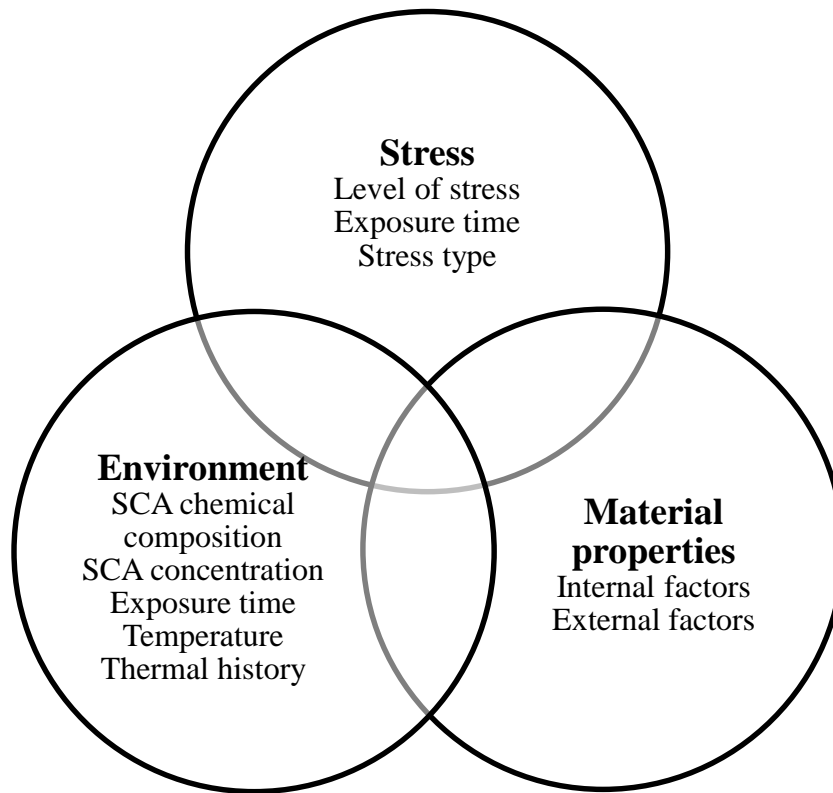 Stress
Level of stress
Exposure time
Stress type
Environment
SCA chemical
composition
SCA concentration
Exposure time
Temperature
Thermal history
Material
properties
Internal factors
External factors